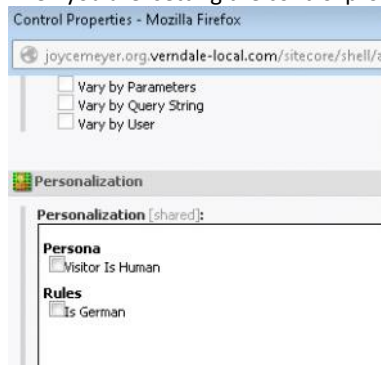 Control Properties - Mozilla Firefox
joycemeyer.org.verndale-local.com/sitecore/shell/
Vary by Parameters
Vary by Query String
Vary by User
Personalization
Personalization [shared]:
Persona
Visitor Is Human
Rules
Is German